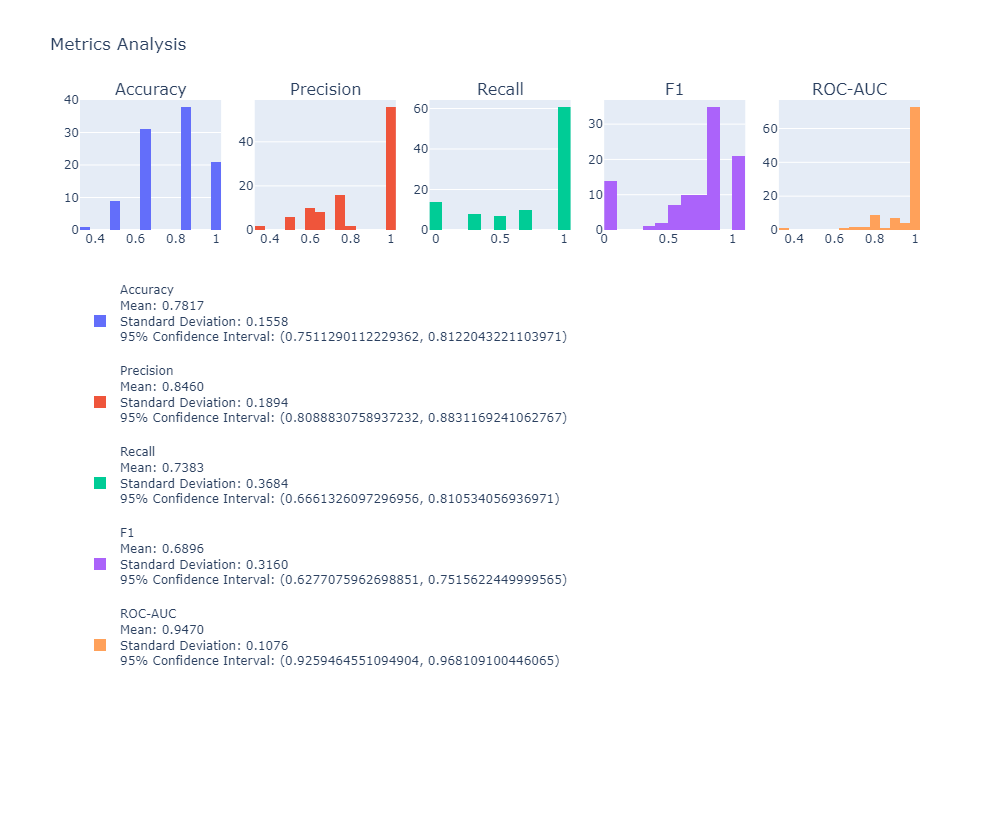 Metrics Analysis
Accuracy Precision Recall F1 ROC-AUC
40
30
20
10
0
0.4 0.6 0.8 1
40
20
0
0.4 0.6 0.8 1
60
40
20
0
0 0.5 1
30
20
10
0
0 0.5 1
60
40
20
0
0.4 0.6 0.8 1
Accuracy
Mean: 0.7817
Standard Deviation: 0.1558
95% Confidence Interval: (0.7511290112229362, 0.8122043221103971)
Precision
Mean: 0.8460
Standard Deviation: 0.1894
95% Confidence Interval: (0.8088830758937232, 0.8831169241062767)
Recall
Mean: 0.7383
Standard Deviation: 0.3684
95% Confidence Interval: (0.6661326097296956, 0.810534056936971)
F1
Mean: 0.6896
Standard Deviation: 0.3160
95% Confidence Interval: (0.6277075962698851, 0.7515622449999565)
ROC-AUC
Mean: 0.9470
Standard Deviation: 0.1076
95% Confidence Interval: (0.9259464551094904, 0.968109100446065)